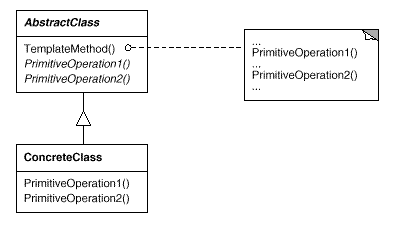 AbstractClass
TemplateMethod()
PrimitiveOperation1()
PrimitiveOperation2()
...
PrimitiveOperation1()
...
PrimitiveOperation2()
...
ConcreteClass
PrimitiveOperation1()
PrimitiveOperation2()